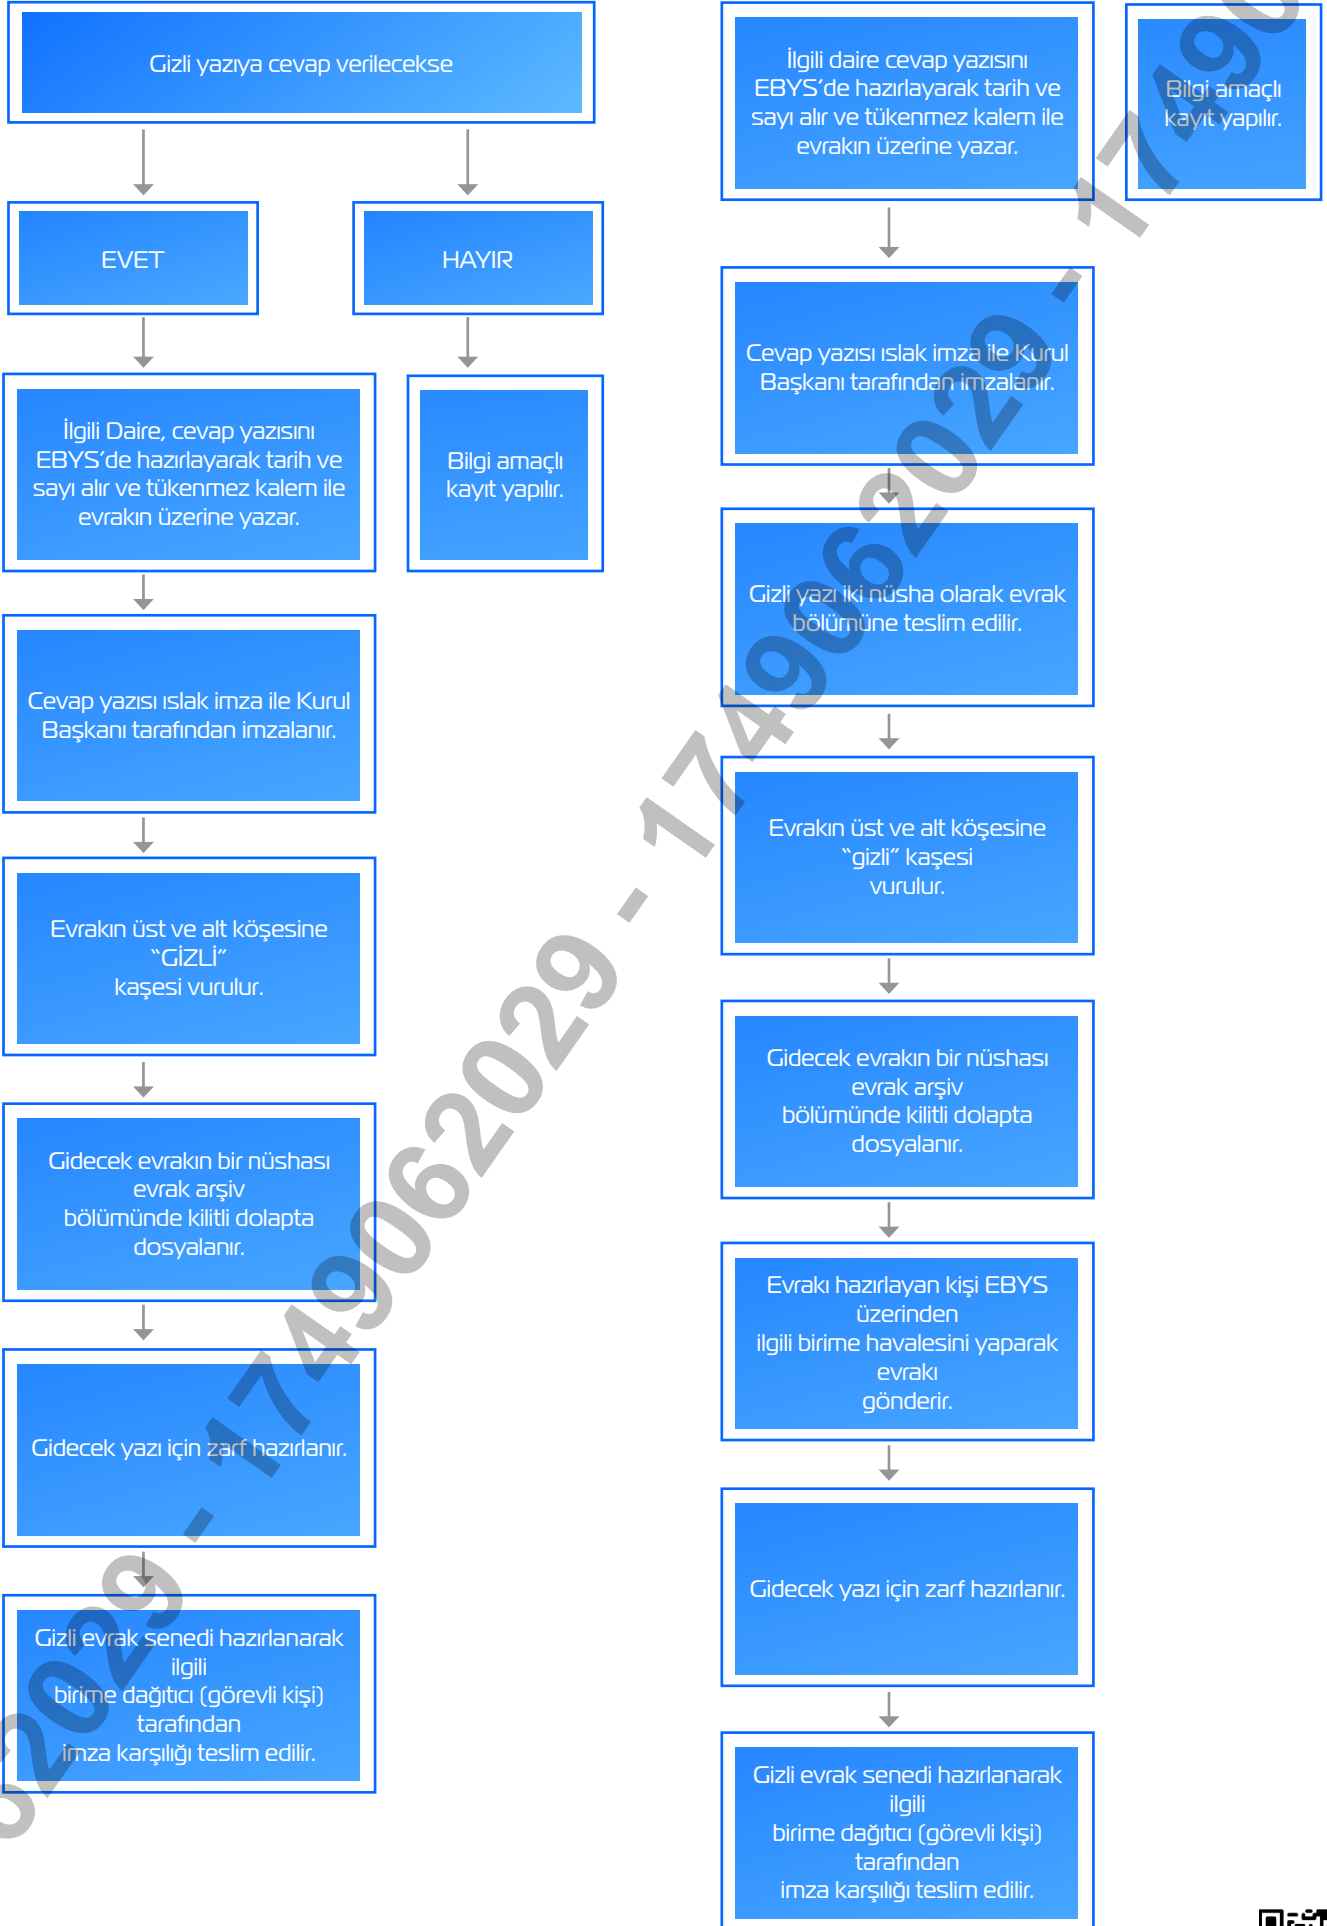 Gizli yazıya cevap verilecekse
EVET
HAYIR
İlgili Daire, cevap yazısını
EBYS’de hazırlayarak tarih ve
sayı alır ve tükenmez kalem ile
evrakın üzerine yazar.
Bilgi amaçlı
kayıt yapılır.
Cevap yazısı ıslak imza ile Kurul
Başkanı tarafından imzalanır.
Evrakın üst ve alt köşesine
“GİZLİ”
kaşesi vurulur.
Gidecek evrakın bir nüshası
evrak arşiv
bölümünde kilitli dolapta
dosyalanır.
Gidecek yazı için zarf hazırlanır.
Gizli evrak senedi hazırlanarak
ilgili
birime dağıtıcı (görevli kişi)
tarafından
imza karşılığı teslim edilir.
İlgili daire cevap yazısını
EBYS’de hazırlayarak tarih ve
sayı alır ve tükenmez kalem ile
evrakın üzerine yazar.
Bilgi amaçlı
kayıt yapılır.
Cevap yazısı ıslak imza ile Kurul
Başkanı tarafından imzalanır.
Gizli yazı iki nüsha olarak evrak
bölümüne teslim edilir.
Evrakın üst ve alt köşesine
“gizli” kaşesi
vurulur.
Gidecek evrakın bir nüshası
evrak arşiv
bölümünde kilitli dolapta
dosyalanır.
Evrakı hazırlayan kişi EBYS
üzerinden
ilgili birime havalesini yaparak
evrakı
gönderir.
Gidecek yazı için zarf hazırlanır.
Gizli evrak senedi hazırlanarak
ilgili
birime dağıtıcı (görevli kişi)
tarafından
imza karşılığı teslim edilir.
62029 - 1749062029 - 1749062029 - 17490